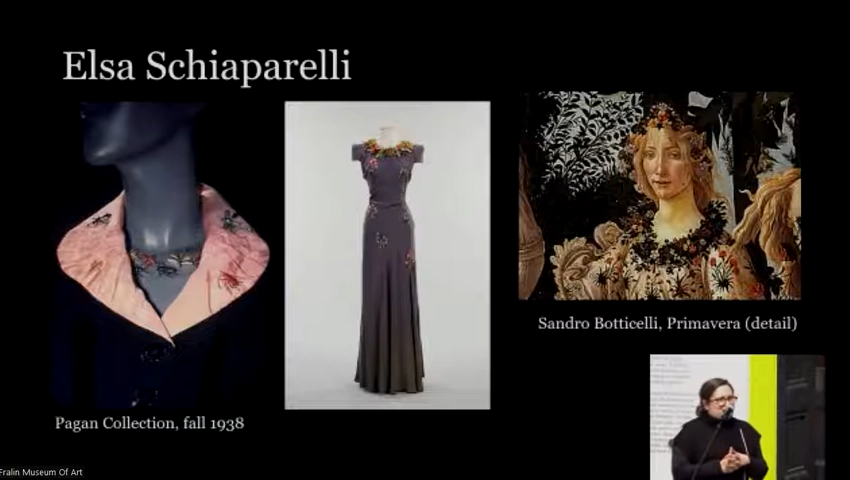 Elsa Schiaparelli
Sandro Botticelli, Primavera (detail)
Pagan Collection, fall 1938
Fralin Museum Of Art